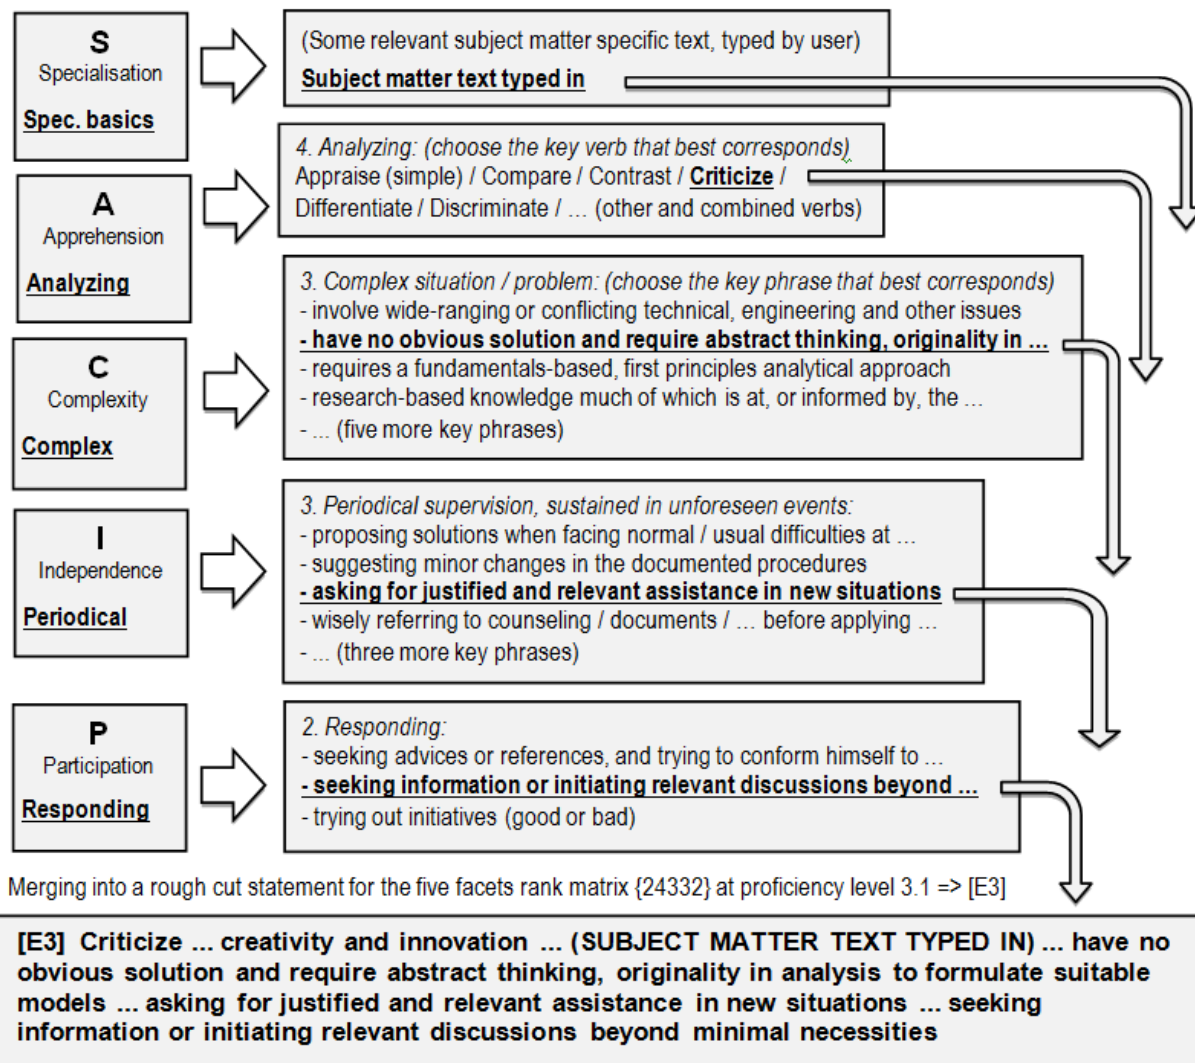 S
Specialisation
Spec. basics
(Some relevant subject matter specific text, typed by user)
Subject matter text typed in
A
Apprehension
Analyzing
4. Analyzing: (choose the key verb that best corresponds)
Appraise (simple) / Compare / Contrast / Criticize /
Differentiate / Discriminate / ... (other and combined verbs)
C
Complexity
Complex
3. Complex situation / problem: (choose the key phrase that best corresponds)
- involve wide-ranging or conflicting technical, engineering and other issues
- have no obvious solution and require abstract thinking, originality in ...
- requires a fundamentals-based, first principles analytical approach
- research-based knowledge much of which is at, or informed by, the ...
- ... (five more key phrases)
I
Independence
Periodical
3. Periodical supervision, sustained in unforeseen events:
- proposing solutions when facing normal / usual difficulties at ...
- suggesting minor changes in the documented procedures
- asking for justified and relevant assistance in new situations
- wisely referring to counseling / documents / ... before applying ...
- ... (three more key phrases)
P
Participation
Responding
2. Responding:
- seeking advices or references, and trying to conform himself to ...
- seeking information or initiating relevant discussions beyond ...
- trying out initiatives (good or bad)
Merging into a rough cut statement for the five facets rank matrix {24332} at proficiency level 3.1 => [E3]
[E3] Criticize ... creativity and innovation ... (SUBJECT MATTER TEXT TYPED IN) ... have no
obvious solution and require abstract thinking, originality in analysis to formulate suitable
models ... asking for justified and relevant assistance in new situations ... seeking
information or initiating relevant discussions beyond minimal necessities